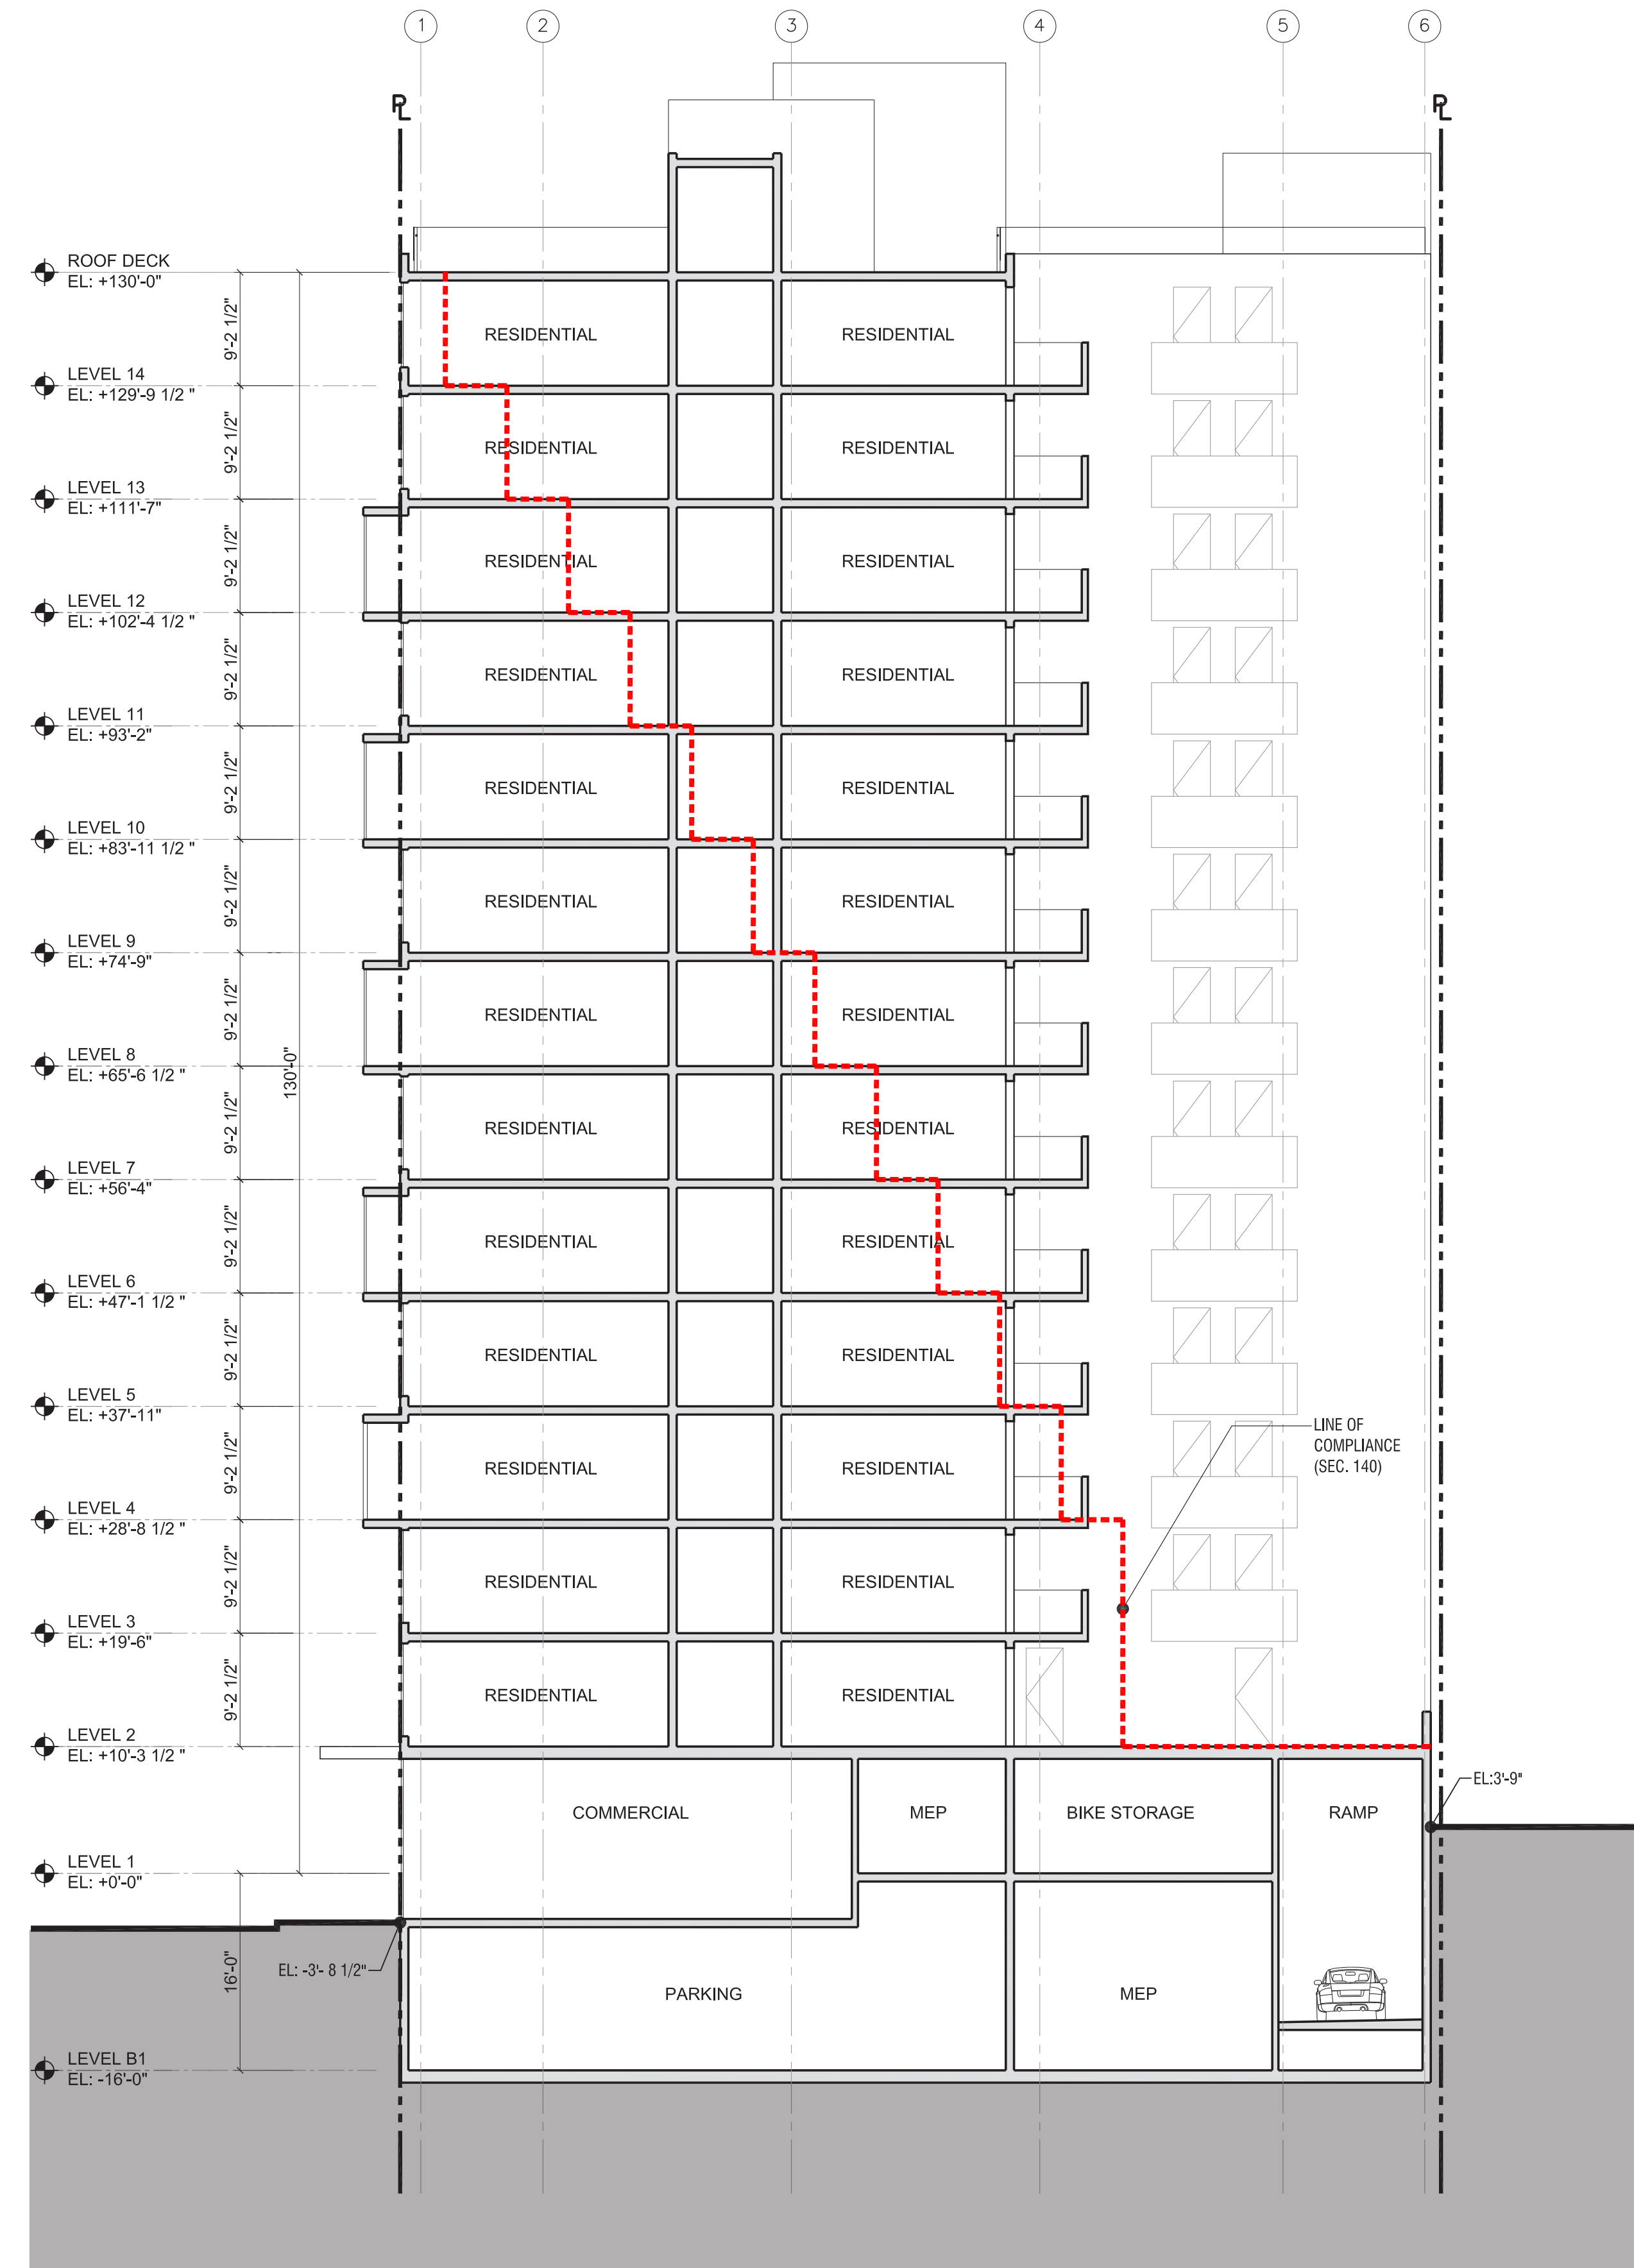 1 2 3 4 5 6
PL PL
ROOF DECK
EL: +130'-0"
9'-2 1/2"
RESIDENTIAL RESIDENTIAL
LEVEL 14
EL: +129'-9 1/2 "
9'-2 1/2"
RESIDENTIAL RESIDENTIAL
LEVEL 13
EL: +111'-7"
9'-2 1/2"
RESIDENTIAL RESIDENTIAL
LEVEL 12
EL: +102'-4 1/2 "
9'-2 1/2"
RESIDENTIAL RESIDENTIAL
LEVEL 11
EL: +93'-2"
9'-2 1/2"
RESIDENTIAL RESIDENTIAL
LEVEL 10
EL: +83'-11 1/2 "
9'-2 1/2"
RESIDENTIAL RESIDENTIAL
LEVEL 9
EL: +74'-9"
9'-2 1/2"
RESIDENTIAL RESIDENTIAL
LEVEL 8
EL: +65'-6 1/2 "
130'-0"
9'-2 1/2"
RESIDENTIAL RESIDENTIAL
LEVEL 7
EL: +56'-4"
9'-2 1/2"
RESIDENTIAL RESIDENTIAL
LEVEL 6
EL: +47'-1 1/2 "
9'-2 1/2"
RESIDENTIAL RESIDENTIAL
LEVEL 5
EL: +37'-11"
LINE OF
COMPLIANCE
(SEC. 140)
9'-2 1/2"
RESIDENTIAL RESIDENTIAL
LEVEL 4
EL: +28'-8 1/2 "
9'-2 1/2"
RESIDENTIAL RESIDENTIAL
LEVEL 3
EL: +19'-6"
9'-2 1/2"
RESIDENTIAL RESIDENTIAL
LEVEL 2
EL: +10'-3 1/2 "
EL:3'-9"
COMMERCIAL MEP BIKE STORAGE RAMP
LEVEL 1
EL: +0'-0"
16'-0"
EL: -3'- 8 1/2"
PARKING MEP
LEVEL B1
EL: -16'-0"